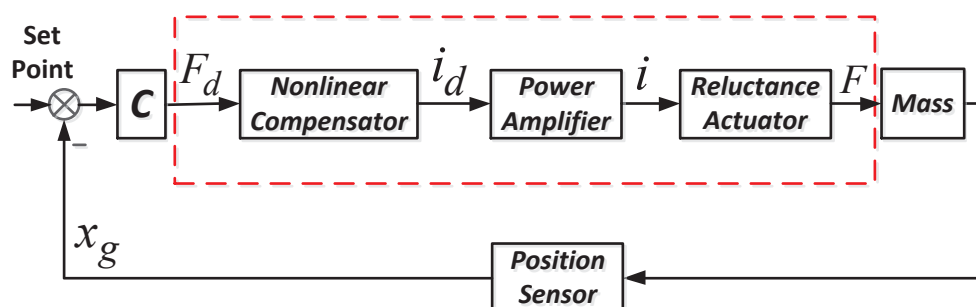 Set
Point
C
F_d
Nonlinear
Compensator
i_d
Power
Amplifier
i
Reluctance
Actuator
F
Mass
−
x_g
Position
Sensor